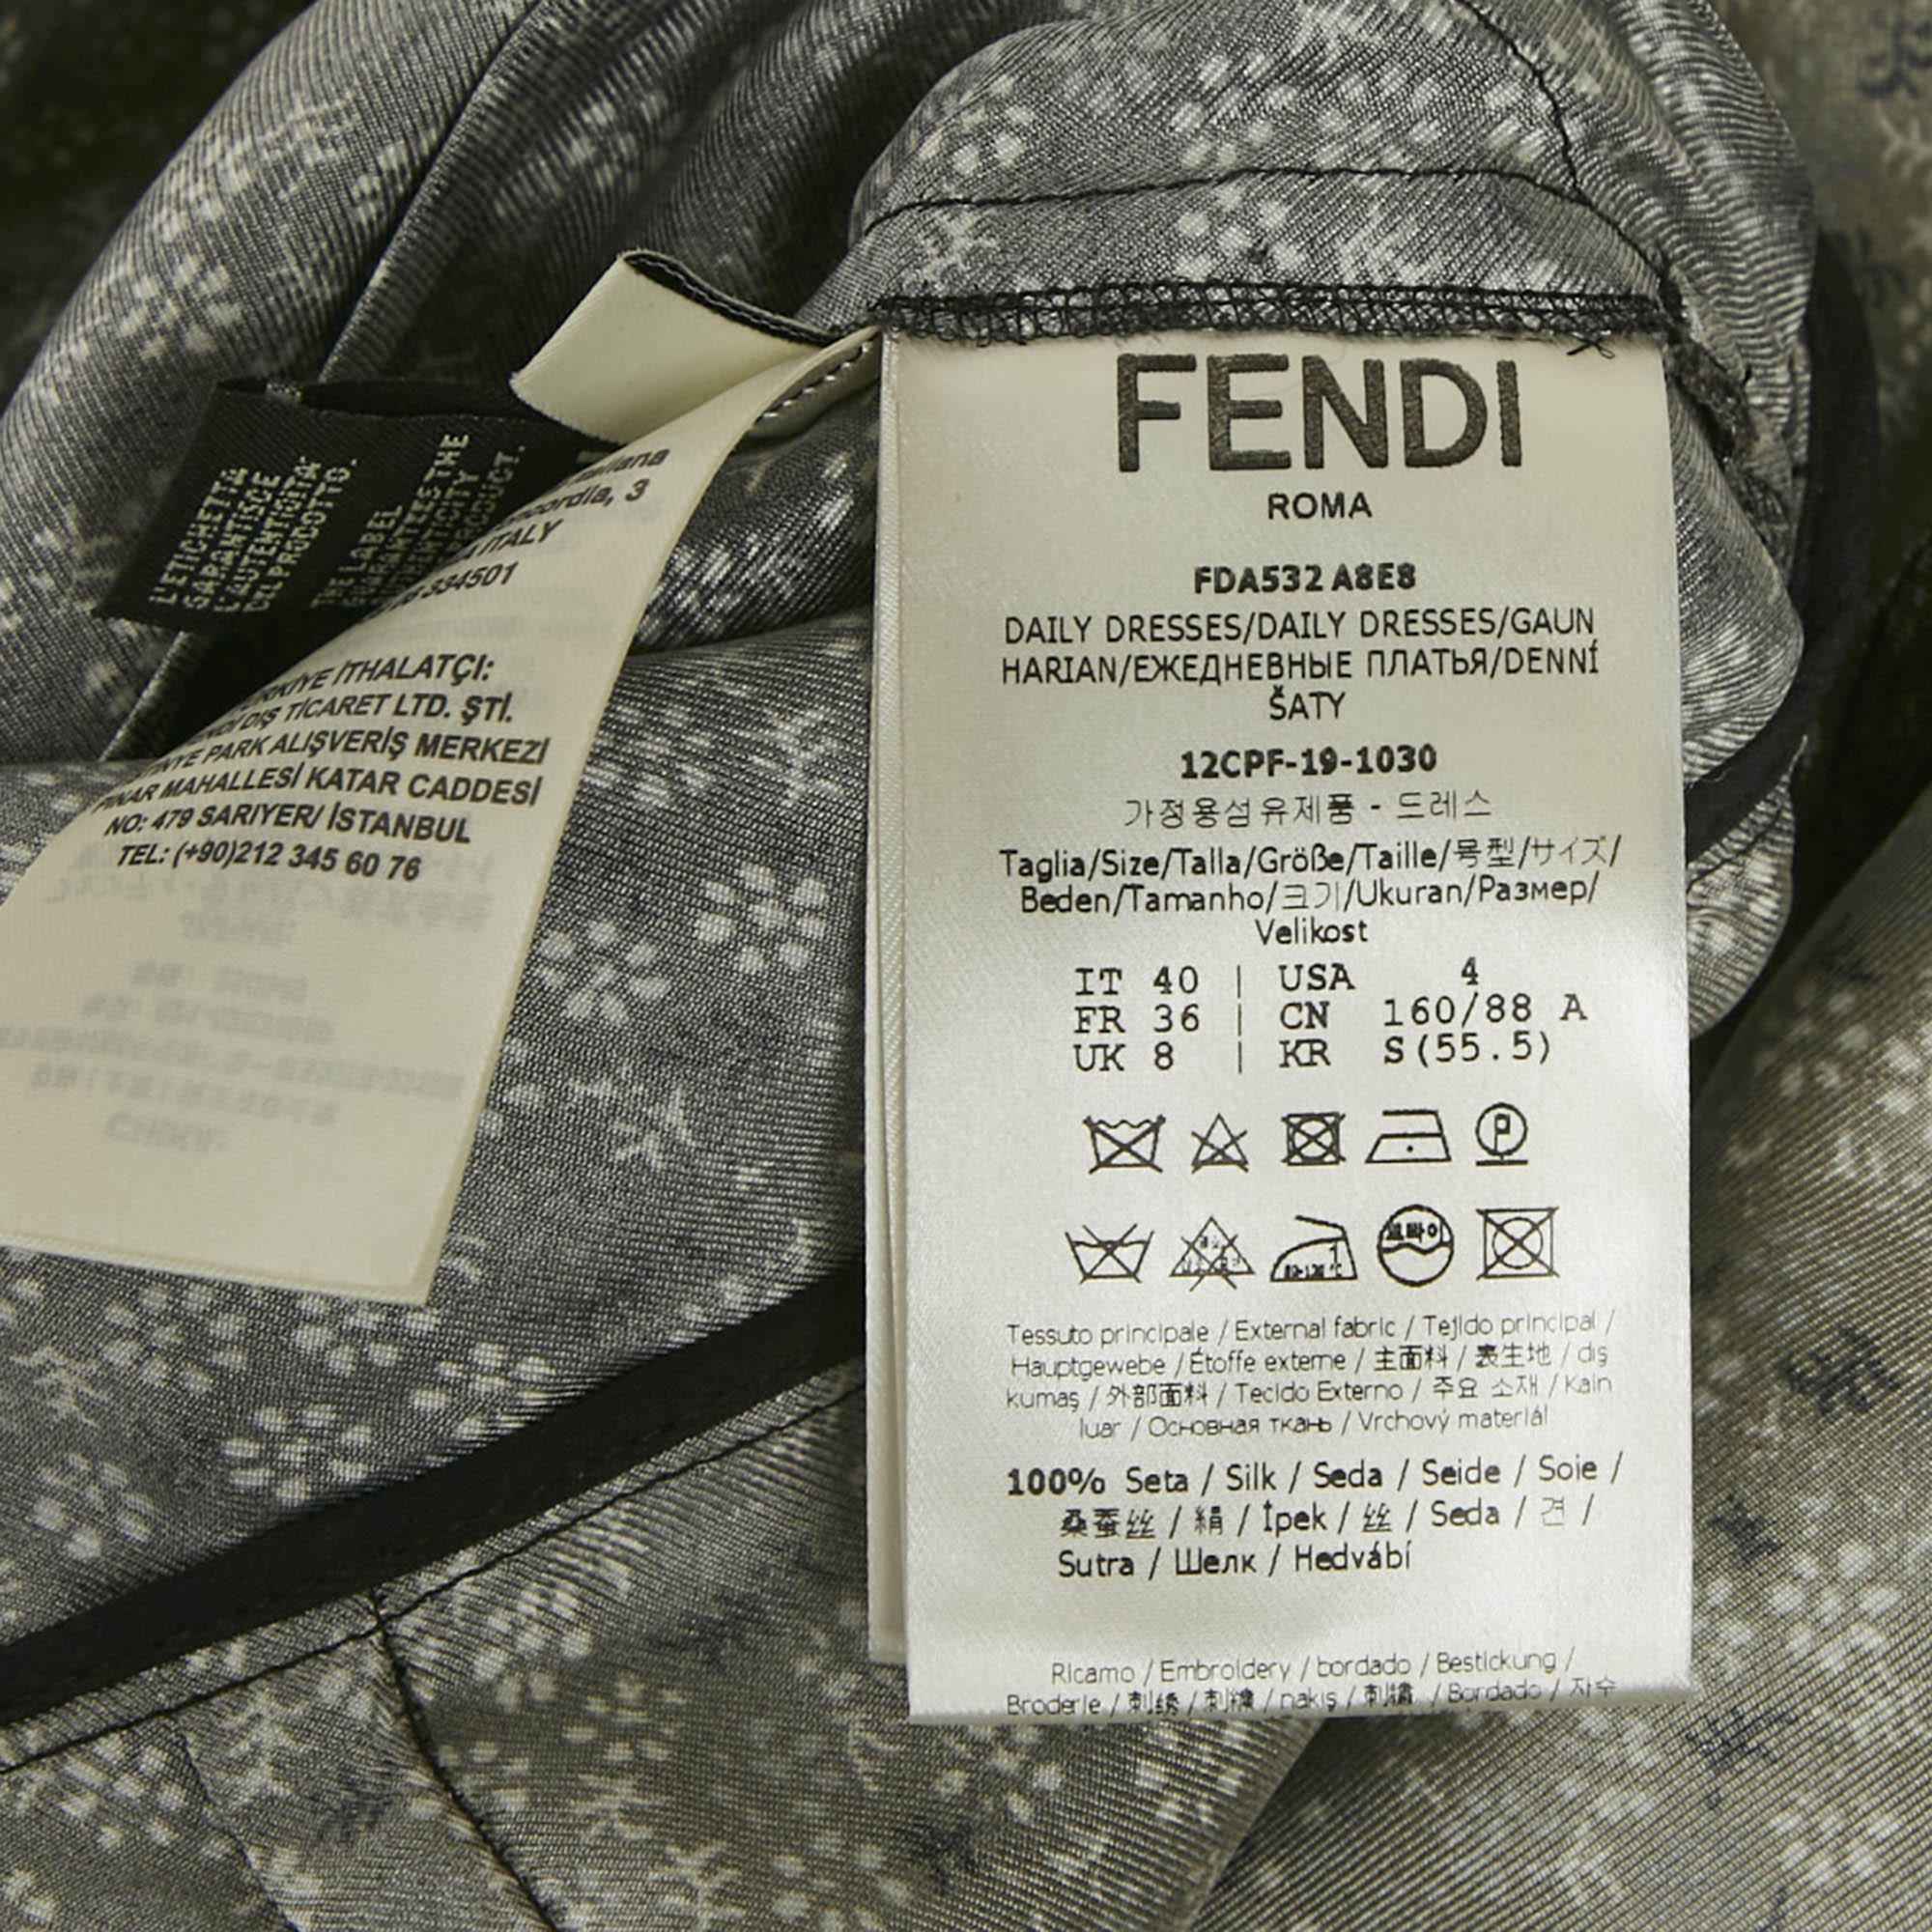 L'ETICHETTA
GARANTISCE
L'AUTENTICITA'
DEL PRODOTTO.
THE LABEL
GUARANTEES THE
3
ITALY
334501
İTHALATÇI:
DIŞ TİCARET LTD. ŞTİ.
PARK ALIŞVERİŞ MERKEZİ
PINAR MAHALLESİ KATAR CADDESİ
NO: 479 SARIYER/ İSTANBUL
TEL: (+90)212 345 60 76
FENDI
ROMA
FDA532 A8E8
DAILY DRESSES/DAILY DRESSES/GAUN
HARIAN/ЕЖЕДНЕВНЫЕ ПЛАТЬЯ/DENNÍ
ŠATY
12CPF-19-1030
가정용섬유제품 - 드레스
Taglia/Size/Talla/Größe/Taille/号型/サイズ/
Beden/Tamanho/크기/Ukuran/Размер/
Velikost
IT 40 | USA 4
FR 36 | CN 160/88 A
UK 8 | KR S(55.5)
드라이
Tessuto principale / External fabric / Tejido principal /
Hauptgewebe / Étoffe externe / 主面料 / 表生地 / dış
kumaş / 外部面料 / Tecido Externo / 주요 소재 / Kain
luar / Основная ткань / Vrchový materiál
100% Seta / Silk / Seda / Seide / Soie /
桑蚕丝 / 絹 / İpek / 丝 / Seda / 견 /
Sutra / Шелк / Hedvábí
Ricamo / Embroidery / bordado / Bestickung /
Broderie / 刺绣 / 刺繍 / nakış / 刺繡 / Bordado / 자수